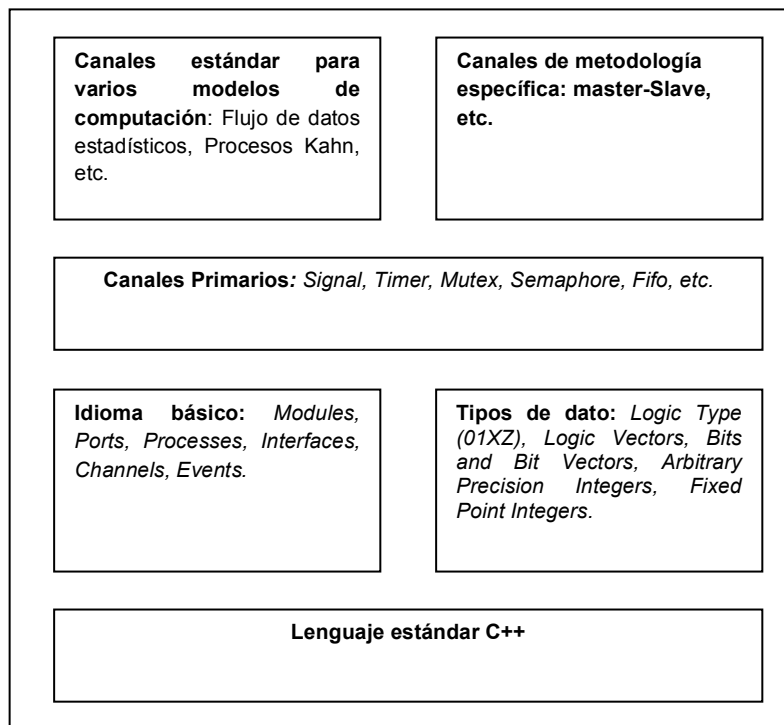 Canales estándar para
varios modelos de
computación: Flujo de datos
estadísticos, Procesos Kahn,
etc.
Canales de metodología
específica: master-Slave,
etc.
Canales Primarios: Signal, Timer, Mutex, Semaphore, Fifo, etc.
Idioma básico: Modules,
Ports, Processes, Interfaces,
Channels, Events.
Tipos de dato: Logic Type
(01XZ), Logic Vectors, Bits
and Bit Vectors, Arbitrary
Precision Integers, Fixed
Point Integers.
Lenguaje estándar C++